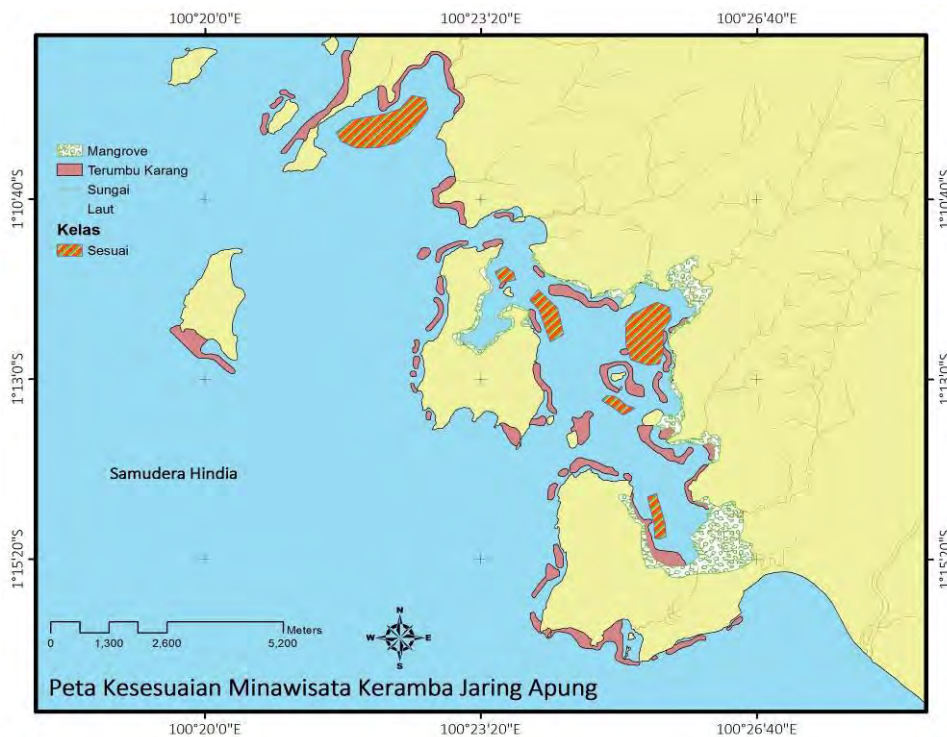 100°20'0"E 100°23'20"E 100°26'40"E
Mangrove
Terumbu Karang
Sungai
Laut
Kelas
Sesuai
1°10'40"S 1°10'40"S
1°13'0"S 1°13'0"S
Samudera Hindia
1°15'20"S 1°15'20"S
Meters
0 1,300 2,600 5,200
N
W E
S
Peta Kesesuaian Minawisata Keramba Jaring Apung
100°20'0"E 100°23'20"E 100°26'40"E